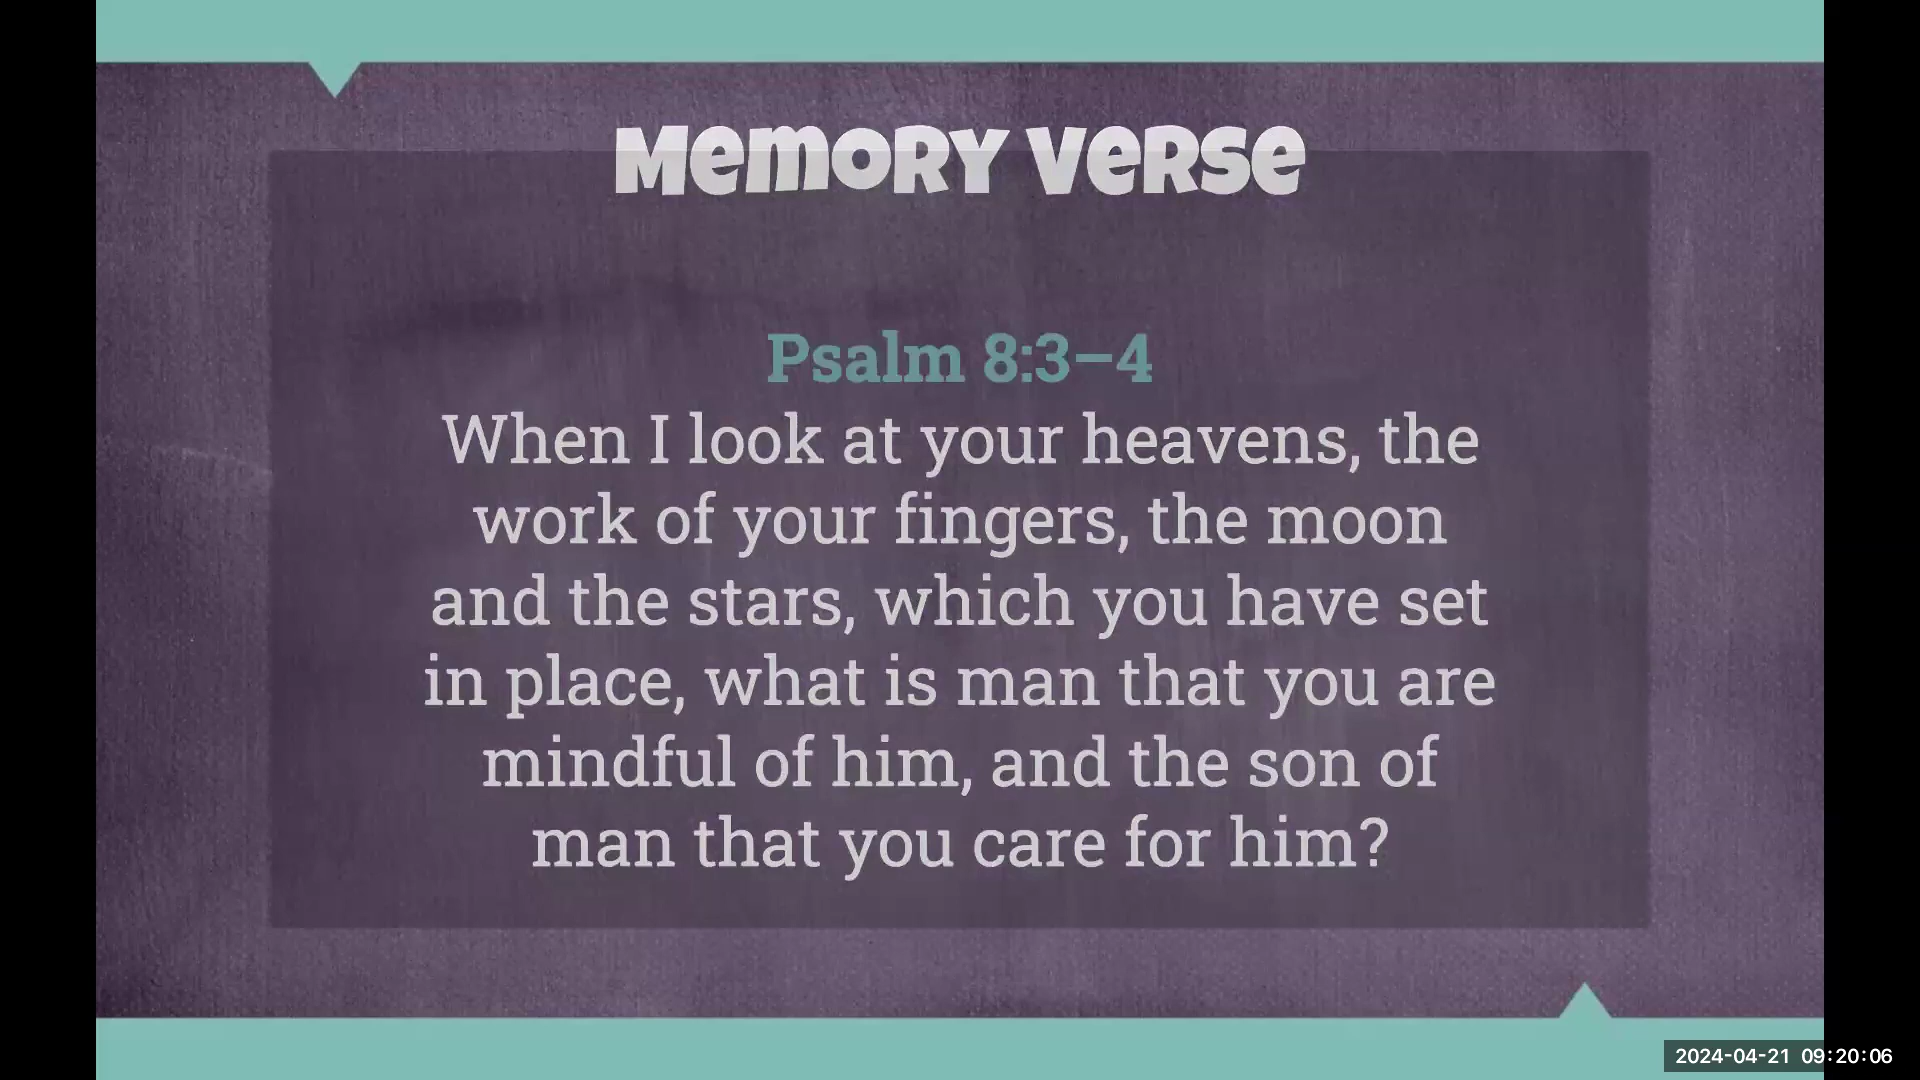 Memory Verse
Psalm 8:3–4
When I look at your heavens, the
work of your fingers, the moon
and the stars, which you have set
in place, what is man that you are
mindful of him, and the son of
man that you care for him?
2024-04-21 09:20:06